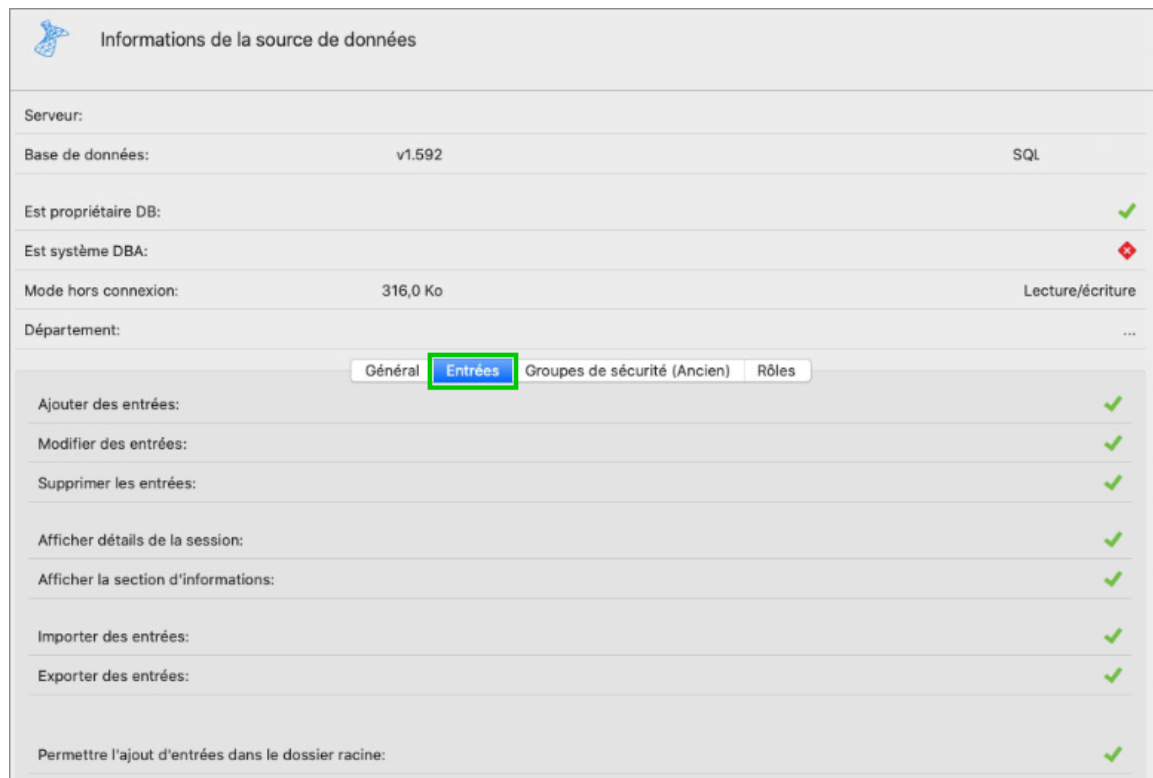 Informations de la source de données
Serveur:
Base de données: v1.592 SQL
Est propriétaire DB:
Est système DBA:
Mode hors connexion: 316,0 Ko Lecture/écriture
Département: ...
Général Entrées Groupes de sécurité (Ancien) Rôles
Ajouter des entrées:
Modifier des entrées:
Supprimer les entrées:
Afficher détails de la session:
Afficher la section d'informations:
Importer des entrées:
Exporter des entrées:
Permettre l'ajout d'entrées dans le dossier racine: